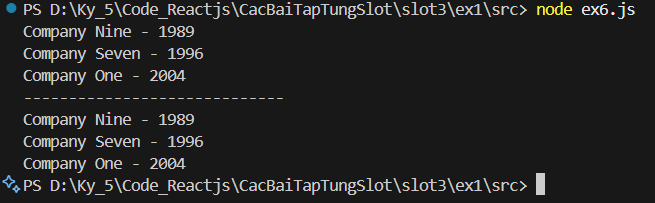 PS D:\Ky_5\Code_Reactjs\CacBaiTapTungSlot\slot3\ex1\src> node ex6.js
Company Nine - 1989
Company Seven - 1996
Company One - 2004
-----------------------------
Company Nine - 1989
Company Seven - 1996
Company One - 2004
PS D:\Ky_5\Code_Reactjs\CacBaiTapTungSlot\slot3\ex1\src>